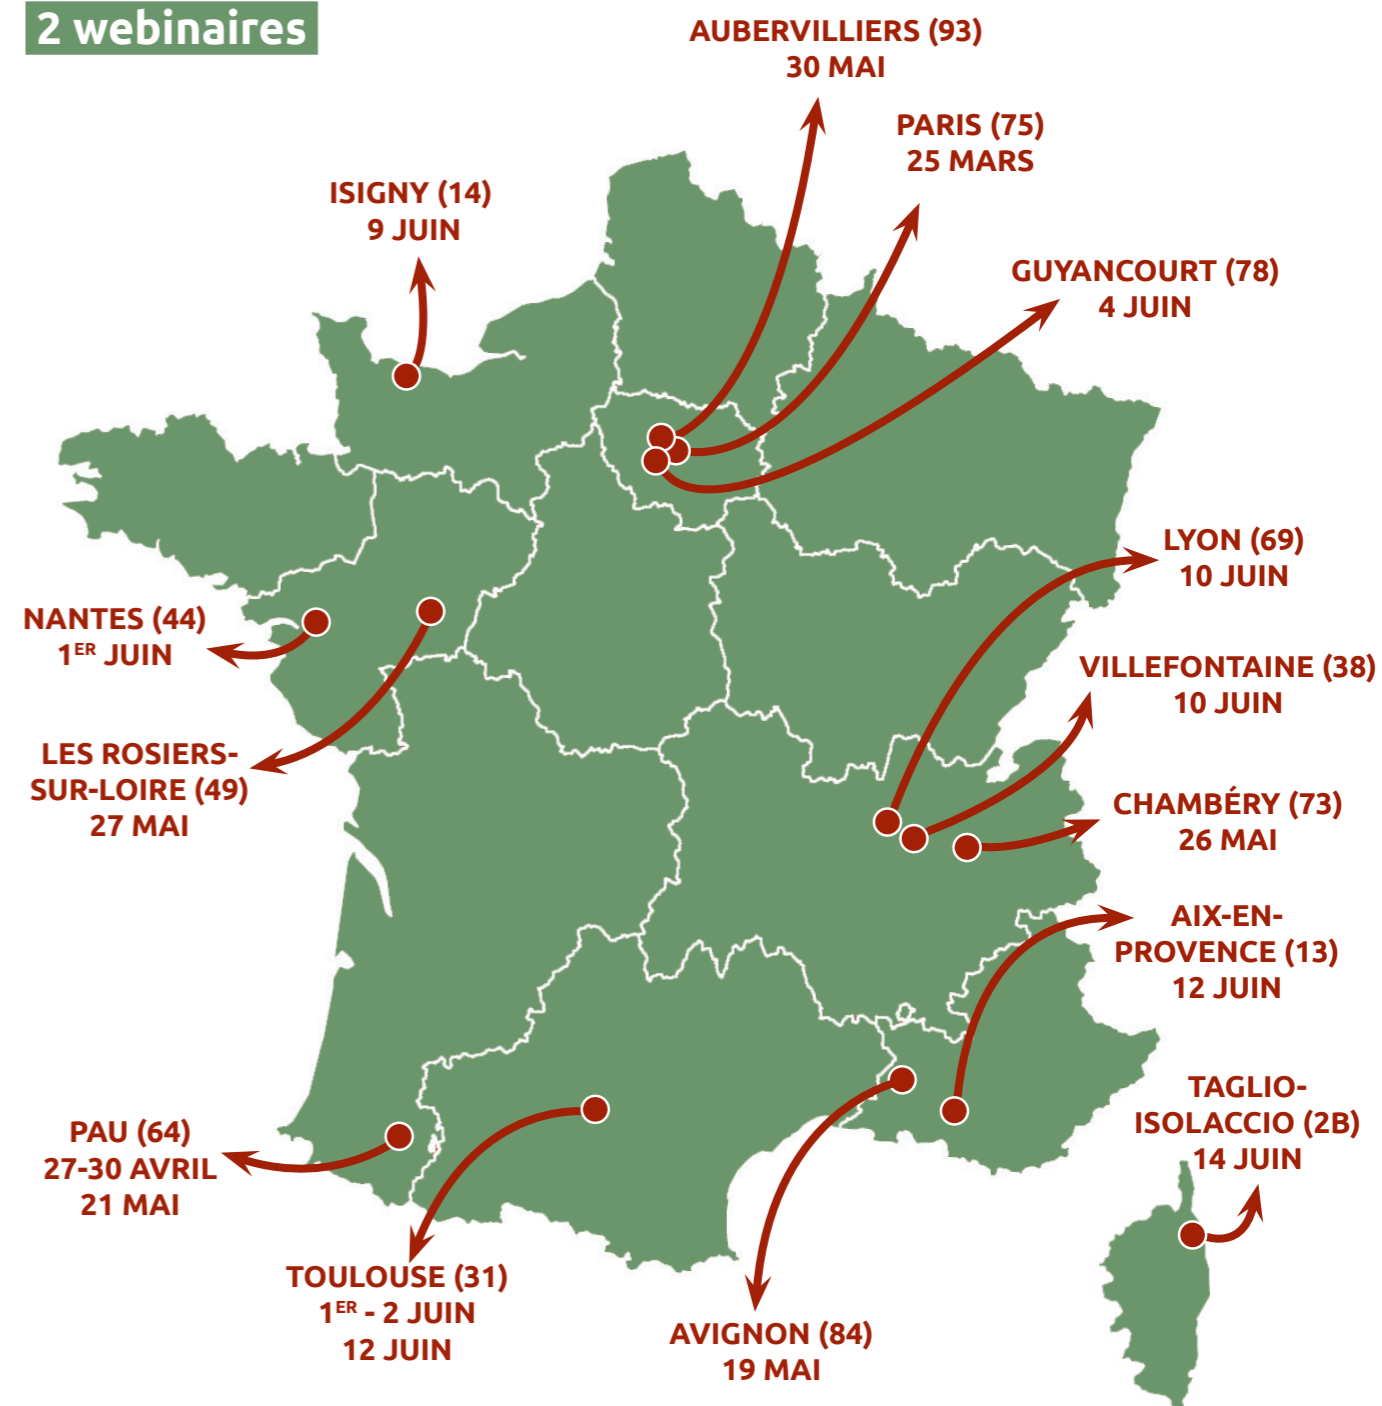 2 webinaires
AUBERVILLIERS (93)
30 MAI
PARIS (75)
25 MARS
ISIGNY (14)
9 JUIN
GUYANCOURT (78)
4 JUIN
LYON (69)
10 JUIN
NANTES (44)
1ER JUIN
VILLEFONTAINE (38)
10 JUIN
LES ROSIERS-
SUR-LOIRE (49)
27 MAI
CHAMBÉRY (73)
26 MAI
AIX-EN-
PROVENCE (13)
12 JUIN
TAGLIO-
ISOLACCIO (2B)
14 JUIN
PAU (64)
27-30 AVRIL
21 MAI
TOULOUSE (31)
1ER - 2 JUIN
12 JUIN
AVIGNON (84)
19 MAI